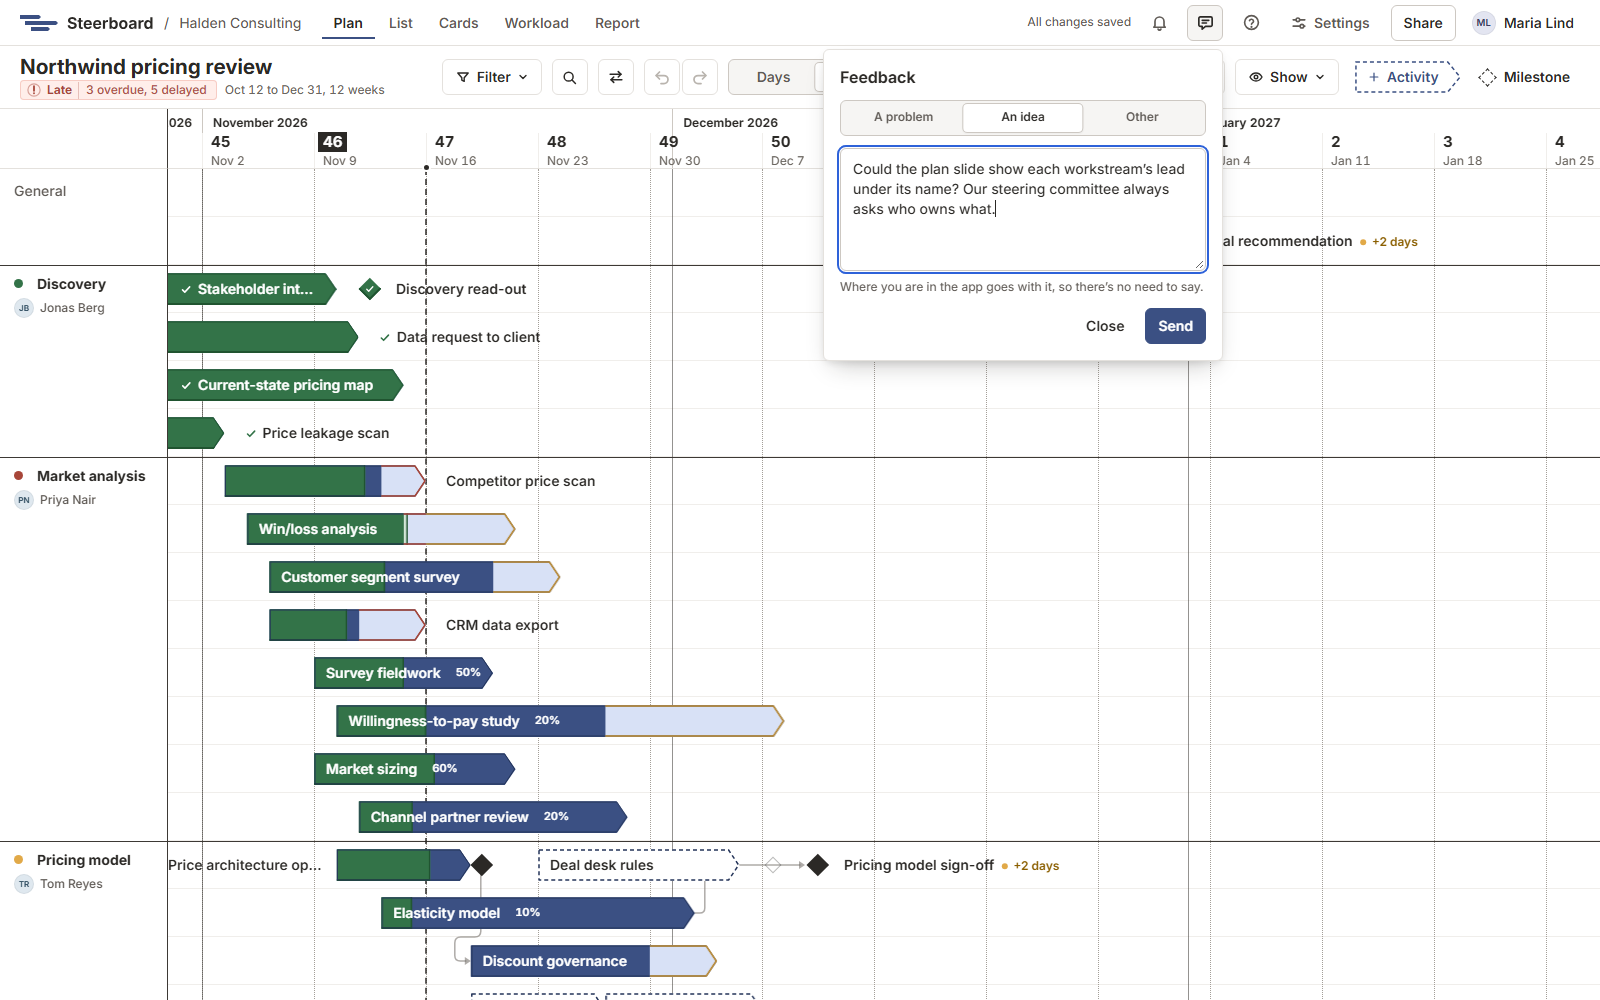 Steerboard / Halden Consulting Plan List Cards Workload Report All changes saved Settings Share ML Maria Lind
Northwind pricing review
Late 3 overdue, 5 delayed Oct 12 to Dec 31, 12 weeks
Filter Days Show + Activity Milestone
Feedback
A problem An idea Other
Could the plan slide show each workstream's lead
under its name? Our steering committee always
asks who owns what.
Where you are in the app goes with it, so there's no need to say.
Close Send
026 November 2026 December 2026 uary 2027
45 46 47 48 49 50 1 2 3 4
Nov 2 Nov 9 Nov 16 Nov 23 Nov 30 Dec 7 Jan 4 Jan 11 Jan 18 Jan 25
General
al recommendation +2 days
Discovery
JB Jonas Berg
Stakeholder int... Discovery read-out
Data request to client
Current-state pricing map
Price leakage scan
Market analysis
PN Priya Nair
Competitor price scan
Win/loss analysis
Customer segment survey
CRM data export
Survey fieldwork 50%
Willingness-to-pay study 20%
Market sizing 60%
Channel partner review 20%
Pricing model
TR Tom Reyes
Price architecture op... Deal desk rules Pricing model sign-off +2 days
Elasticity model 10%
Discount governance